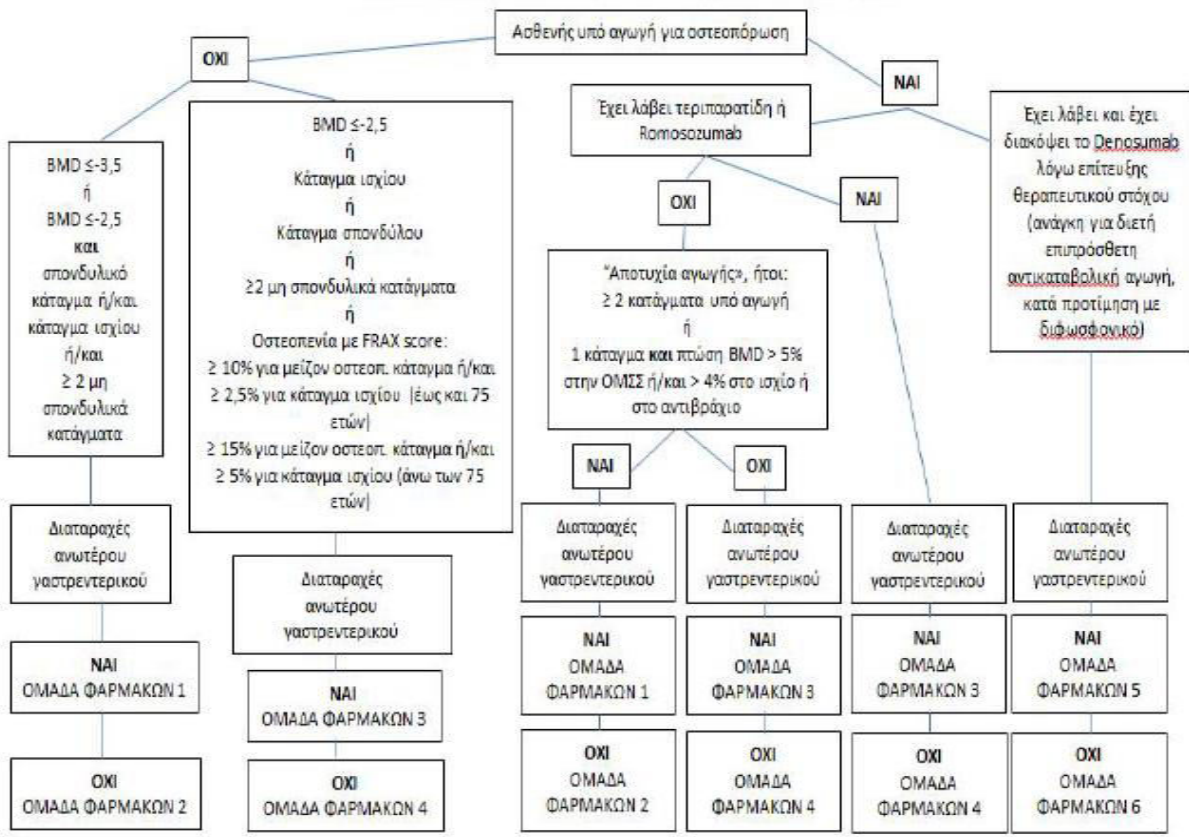 Ασθενής υπό αγωγή για οστεοπόρωση
ΟΧΙ
ΝΑΙ
BMD ≤-3,5
ή
BMD ≤-2,5
και
σπονδυλικό
κάταγμα ή/και
κάταγμα ισχίου
ή/και
≥ 2 μη
σπονδυλικά
κατάγματα
BMD ≤-2,5
ή
Κάταγμα ισχίου
ή
Κάταγμα σπονδύλου
ή
≥2 μη σπονδυλικά κατάγματα
ή
Οστεοπενία με FRAX score:
≥ 10% για μείζον οστεοπ. κάταγμα ή/και
≥ 2,5% για κάταγμα ισχίου (έως και 75
ετών)
≥ 15% για μείζον οστεοπ. κάταγμα ή/και
≥ 5% για κάταγμα ισχίου (άνω των 75
ετών)
Έχει λάβει τεριπαρατίδη ή
Romosozumab
Έχει λάβει και έχει
διακόψει το Denosumab
λόγω επίτευξης
θεραπευτικού στόχου
(ανάγκη για διετή
επιπρόσθετη
αντικαταβολική αγωγή,
κατά προτίμηση με
διφωσφονικό)
ΟΧΙ
ΝΑΙ
"Αποτυχία αγωγής», ήτοι:
≥ 2 κατάγματα υπό αγωγή
ή
1 κάταγμα και πτώση BMD > 5%
στην ΟΜΣΣ ή/και > 4% στο ισχίο ή
στο αντιβράχιο
ΝΑΙ
ΟΧΙ
Διαταραχές
ανωτέρου
γαστρεντερικού
ΝΑΙ
ΟΜΑΔΑ ΦΑΡΜΑΚΩΝ 1
ΟΧΙ
ΟΜΑΔΑ ΦΑΡΜΑΚΩΝ 2
Διαταραχές
ανωτέρου
γαστρεντερικού
ΝΑΙ
ΟΜΑΔΑ ΦΑΡΜΑΚΩΝ 3
ΟΧΙ
ΟΜΑΔΑ ΦΑΡΜΑΚΩΝ 4
Διαταραχές
ανωτέρου
γαστρεντερικού
ΝΑΙ
ΟΜΑΔΑ
ΦΑΡΜΑΚΩΝ 1
ΟΧΙ
ΟΜΑΔΑ
ΦΑΡΜΑΚΩΝ 2
Διαταραχές
ανωτέρου
γαστρεντερικού
ΝΑΙ
ΟΜΑΔΑ
ΦΑΡΜΑΚΩΝ 3
ΟΧΙ
ΟΜΑΔΑ
ΦΑΡΜΑΚΩΝ 4
Διαταραχές
ανωτέρου
γαστρεντερικού
ΝΑΙ
ΟΜΑΔΑ
ΦΑΡΜΑΚΩΝ 3
ΟΧΙ
ΟΜΑΔΑ
ΦΑΡΜΑΚΩΝ 4
Διαταραχές
ανωτέρου
γαστρεντερικού
ΝΑΙ
ΟΜΑΔΑ
ΦΑΡΜΑΚΩΝ 5
ΟΧΙ
ΟΜΑΔΑ
ΦΑΡΜΑΚΩΝ 6